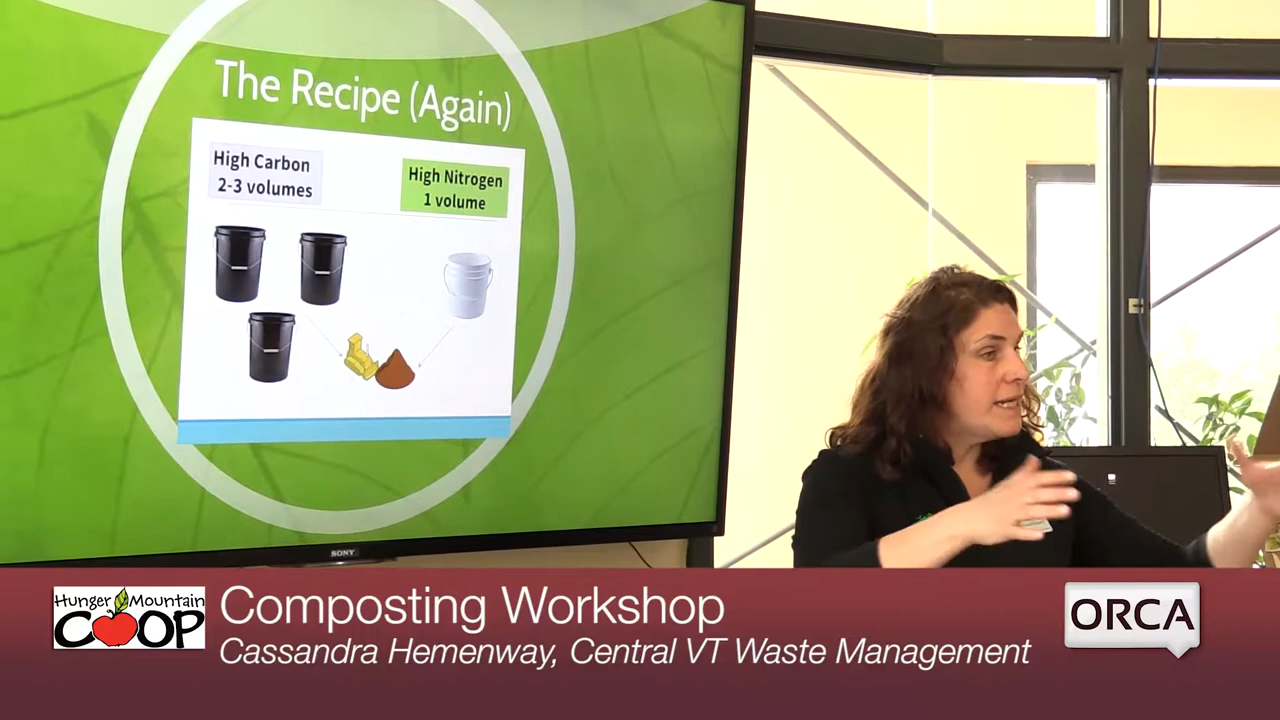 The Recipe (Again)
High Carbon
2-3 volumes
High Nitrogen
1 volume
SONY
Hunger Mountain
COOP
Composting Workshop
Cassandra Hemenway, Central VT Waste Management
ORCA